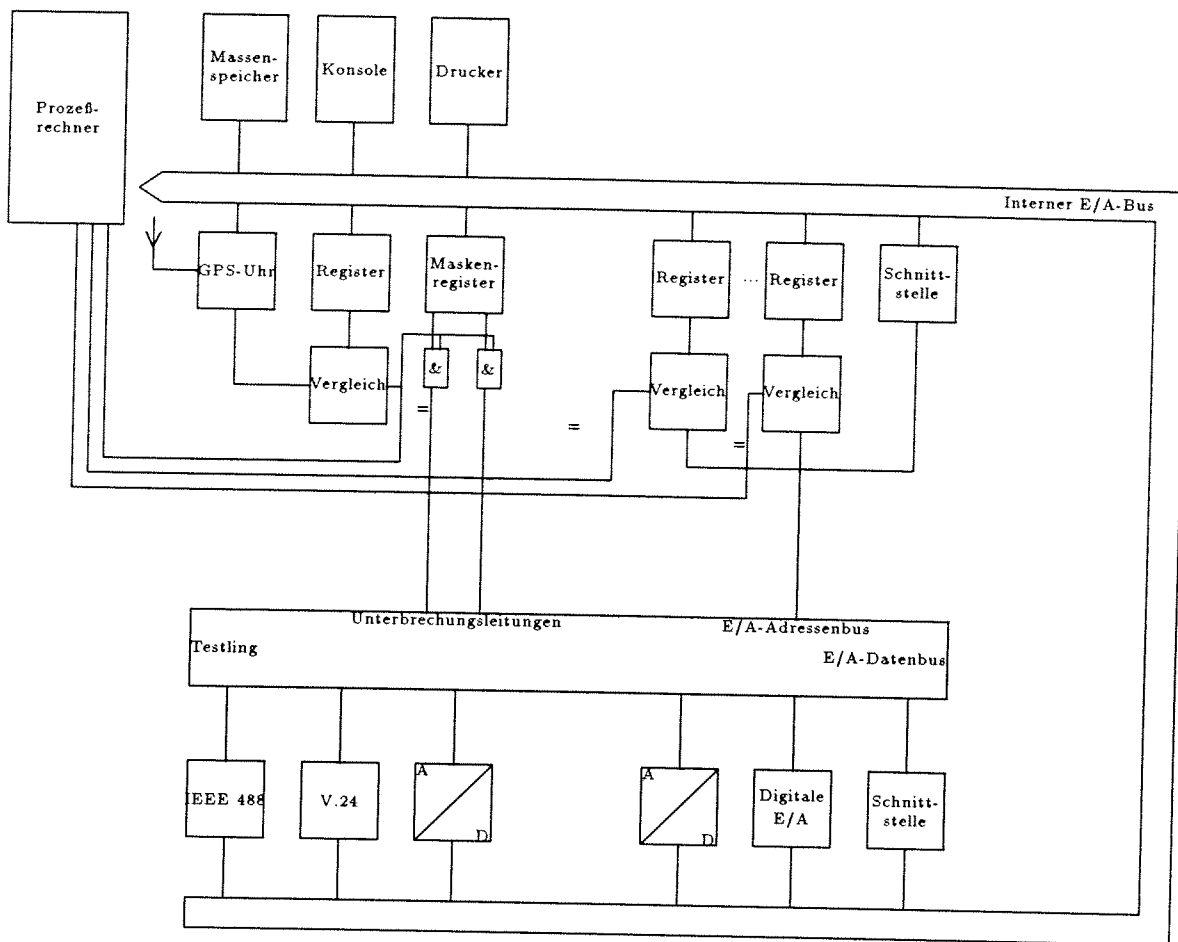 Massen-
speicher
Konsole
Drucker
Prozeß-
rechner
Interner E/A-Bus
GPS-Uhr
Register
Masken-
register
Register
...
Register
Schnitt-
stelle
&
&
Vergleich
Vergleich
Vergleich
=
=
=
Unterbrechungsleitungen
E/A-Adressenbus
Testling
E/A-Datenbus
IEEE 488
V.24
A
D
A
D
Digitale
E/A
Schnitt-
stelle